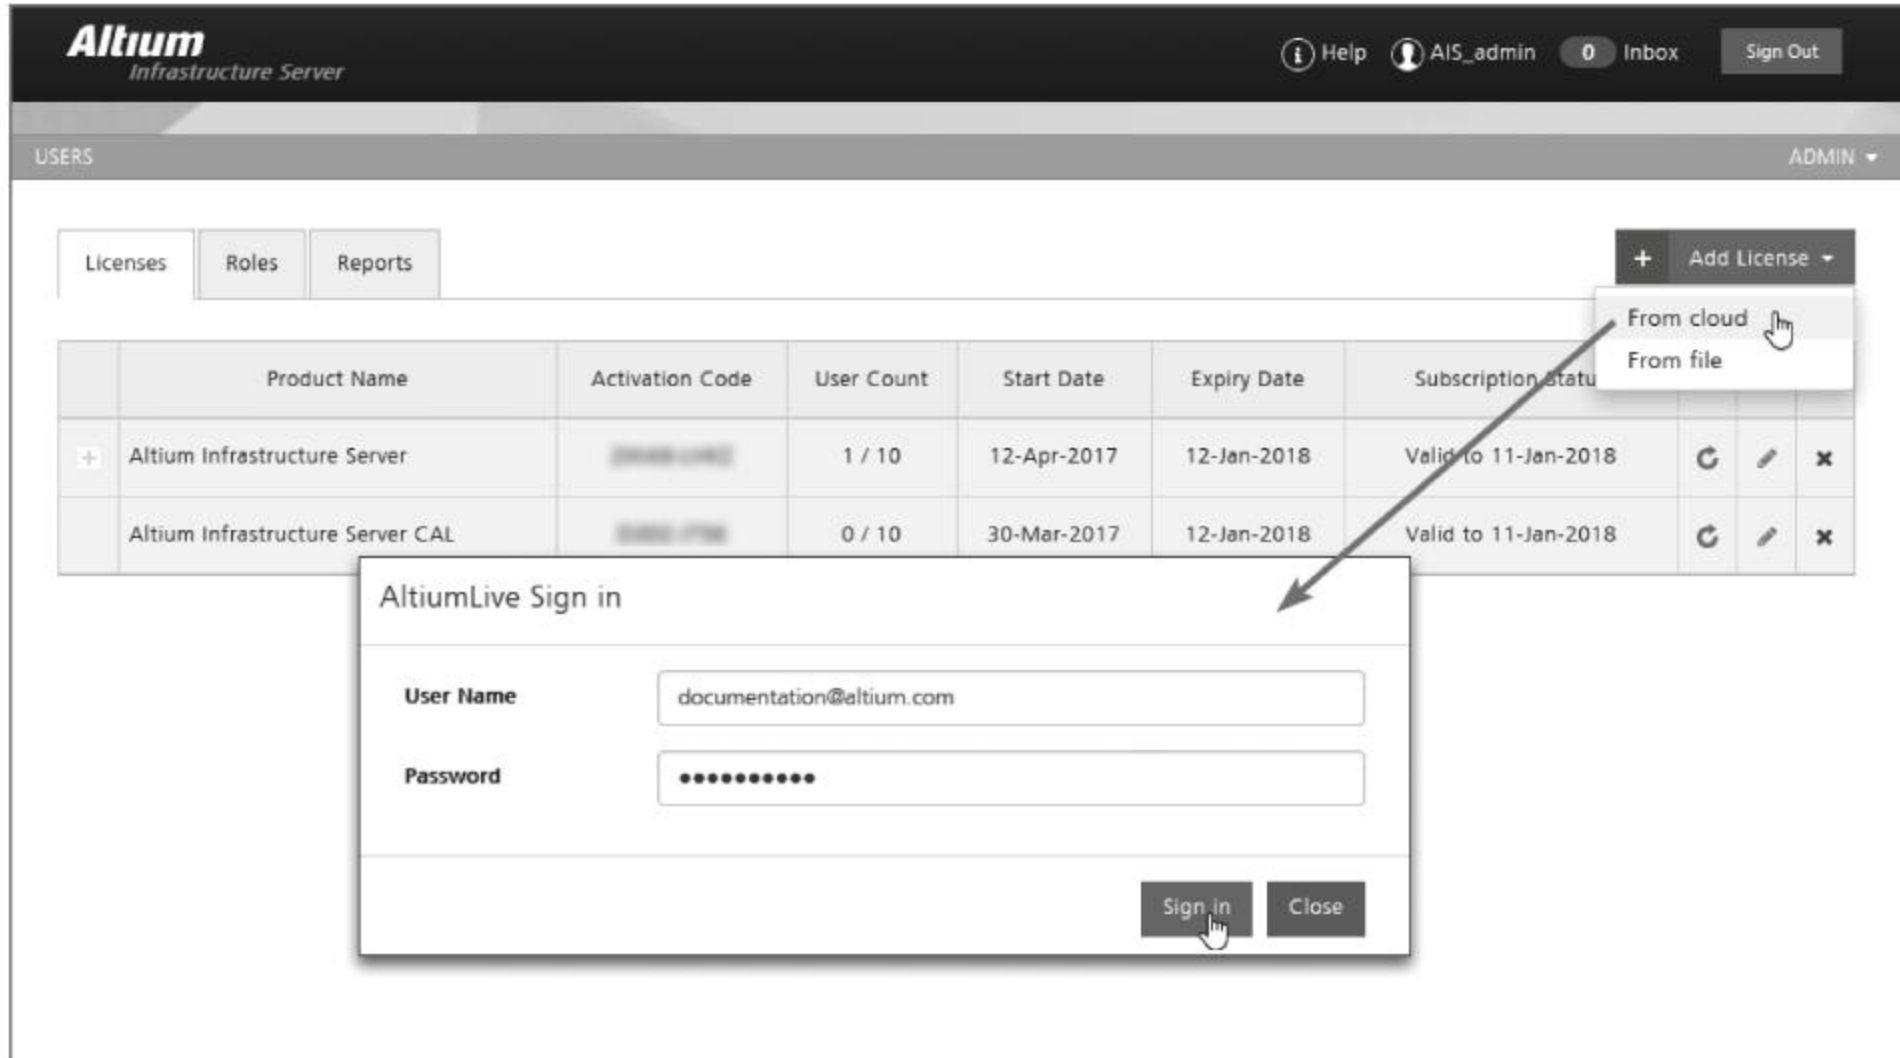 Altium
Infrastructure Server
Help AIS_admin 0 Inbox Sign Out
USERS ADMIN
Licenses Roles Reports + Add License
From cloud
From file
Product Name Activation Code User Count Start Date Expiry Date Subscription Statu
Altium Infrastructure Server 1 / 10 12-Apr-2017 12-Jan-2018 Valid to 11-Jan-2018
Altium Infrastructure Server CAL 0 / 10 30-Mar-2017 12-Jan-2018 Valid to 11-Jan-2018
AltiumLive Sign in
User Name documentation@altium.com
Password ••••••••••
Sign in Close